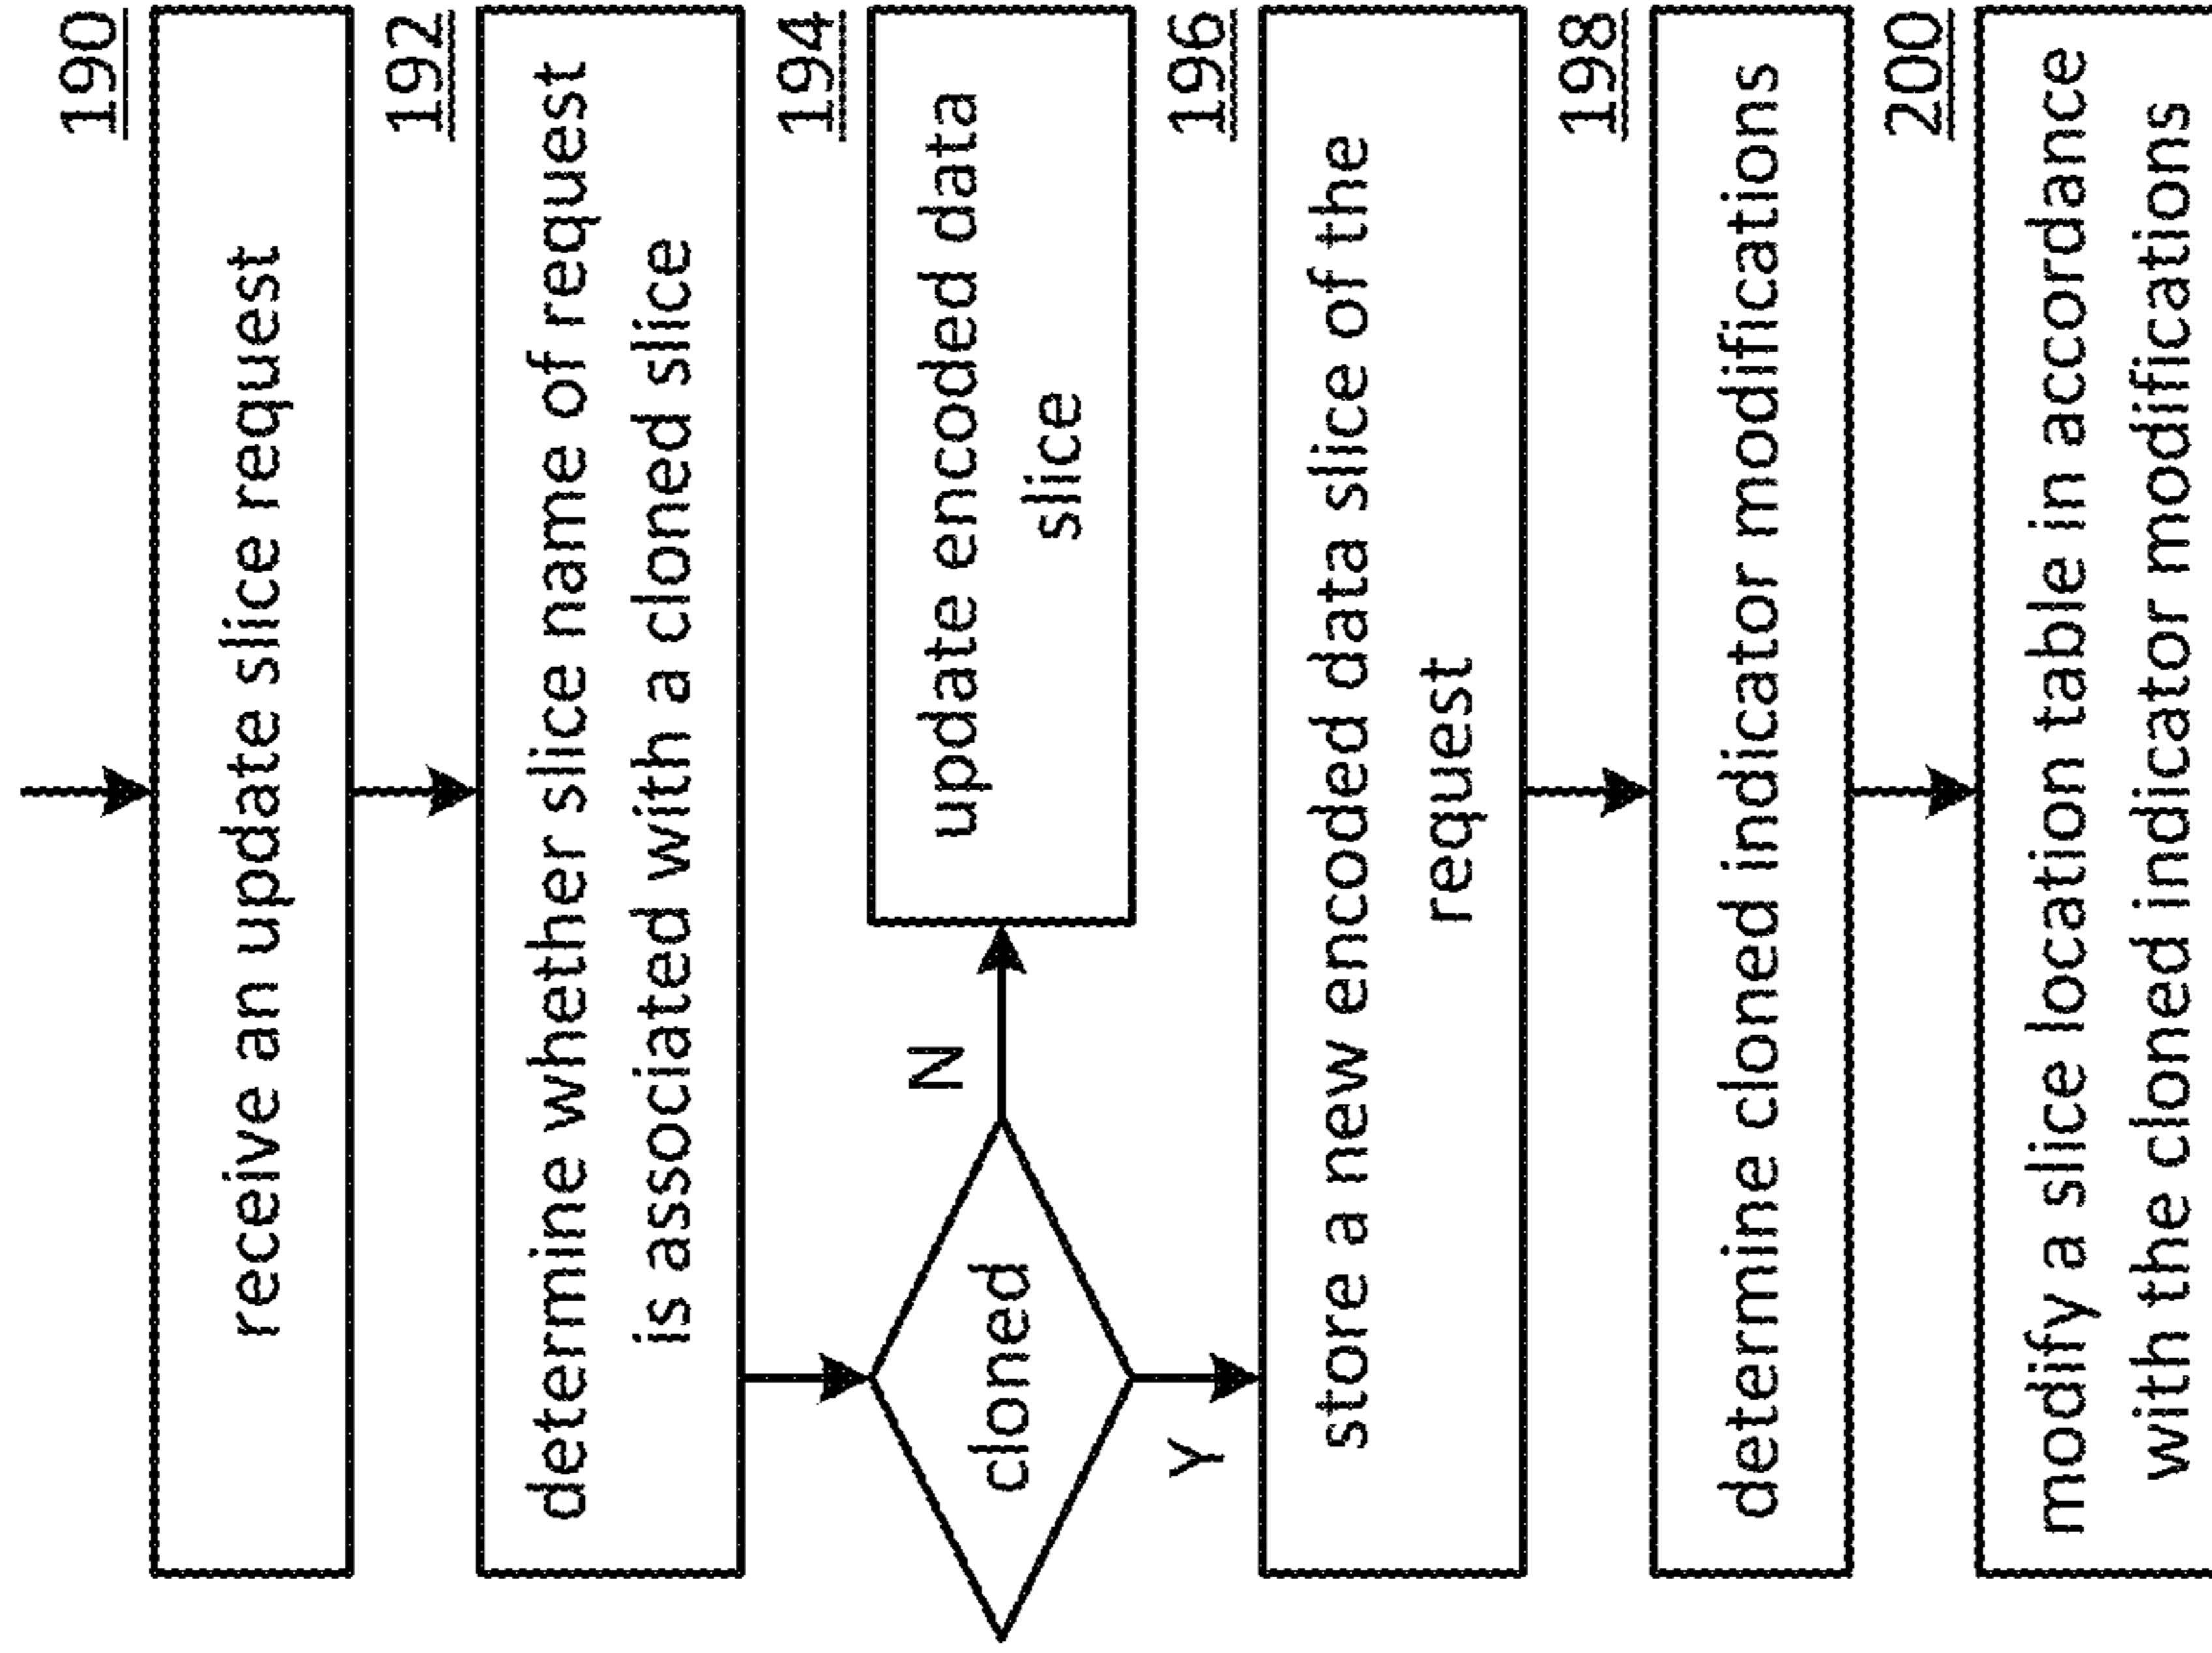 190
receive an update slice request
192
determine whether slice name of request
is associated with a cloned slice
194
cloned
N
update encoded data
slice
Y
196
store a new encoded data slice of the
request
198
determine cloned indicator modifications
200
modify a slice location table in accordance
with the cloned indicator modifications